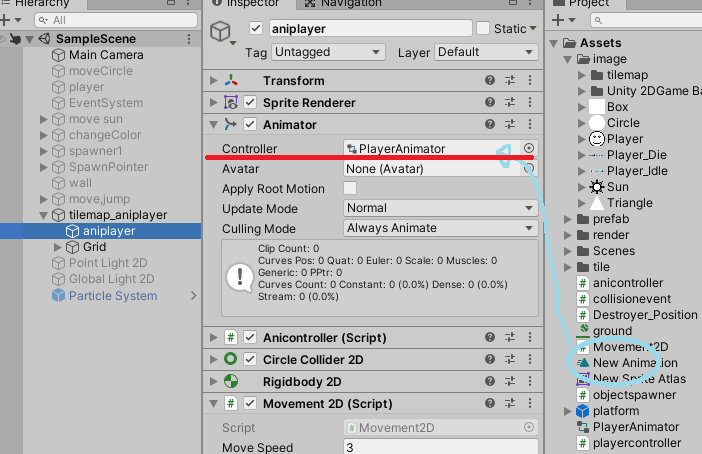 Hierarchy
All
SampleScene
Main Camera
moveCircle
player
EventSystem
move sun
changeColor
spawner1
SpawnPointer
wall
move,jump
tilemap_aniplayer
aniplayer
Grid
Point Light 2D
Global Light 2D
Particle System
Inspector
Navigation
aniplayer
Static
Tag Untagged Layer Default
Transform
Sprite Renderer
Animator
Controller PlayerAnimator
Avatar None (Avatar)
Apply Root Motion
Update Mode Normal
Culling Mode Always Animate
Clip Count: 0
Curves Pos: 0 Quat: 0 Euler: 0 Scale: 0 Muscles: 0
Generic: 0 PPtr: 0
Curves Count: 0 Constant: 0 (0.0%) Dense: 0 (0.0%)
Stream: 0 (0.0%)
Anicontroller (Script)
Circle Collider 2D
Rigidbody 2D
Movement 2D (Script)
Script Movement2D
Move Speed 3
Project
Assets
image
tilemap
Unity 2DGame Ba
Box
Circle
Player
Player_Die
Player_Idle
Sun
Triangle
prefab
render
Scenes
tile
anicontroller
collisionevent
Destroyer_Position
ground
Movement2D
New Animation
New Sprite Atlas
objectspawner
platform
PlayerAnimator
playercontroller